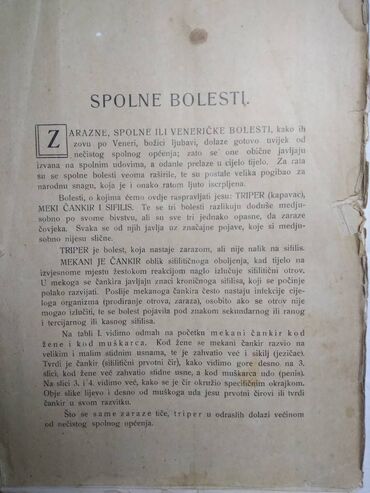 SPOLNE BOLESTI.
ZARAZNE, SPOLNE ILI VENERIČKE BOLESTI, kako ih
zovu po Veneri, božici ljubavi, dolaze gotovo uvijek od
nečistog spolnog općenja; zato se one obične javljaju
izvana na spolnim udovima, a odanle prelaze u cijelo tijelo. Za rata
su se spolne bolesti veoma raširile, te su postale velika pogibao za
narodnu snagu, koja je i onako ratom ljuto iscrpljena.
Bolesti, o kojima ćemo ovdje raspravljati jesu: TRIPER (kapavac),
MEKI ČANKIR I SIFILIS. Te se tri bolesti razlikuju dodnše medju-
sobno po svome bivstvu, ali su sve tri jednako opasne, da zaraze
čovjeka. Svaka se od njih javlja uz značajne pojave, koje si medju-
sobno nijesu slične.
TRIPER je bolest, koja nastaje zarazom, ali nije nalik na sifilis.
MEKANI JE ČANKIR oblik sifilitičnoga oboljenja, kad tijelo na
izvjesnome mjestu žestokom reakcijom naglo izlučuje sifilitični otrov.
U mekoga se čankira javljaju znaci kroničnoga sifilisa, koji se počinje
polako razvijati. Poslije mekanoga čankira često nastaju infekcije cije-
loga organizma (prodiranje otrova, zaraza), osobito ako se otrov nije
mogao izlučiti, te se bolest pojavila pod znakom sekundarnog ili ranog
i tercijarnog ili kasnog sifilisa.
Na tabli I. vidimo odmah na početku mekani čankir kod
žene i kod muškarca. Kod žene se mekani čankir razvio na
velikim i malim stidnim usnama, te je zahvatio već i sikilj (jezičac).
Tvrdi je čankir (sifilitični prvotni čir), kako vidimo gore desno na 3.
slici, kod žene već zahvatio stidne usne, a kod muškarca udo (penis).
Na slici 3. i 4. vidimo već, kako se je čir okružio specifičnim okrajkom.
Obje slike lijevo i desno od muškoga uda jesu prvotni čirovi ili tvrdi
čankir u svom razvitku.
Što se same zaraze tiče, triper u odraslih dolazi većinom
od nečistog spolnog općenja.